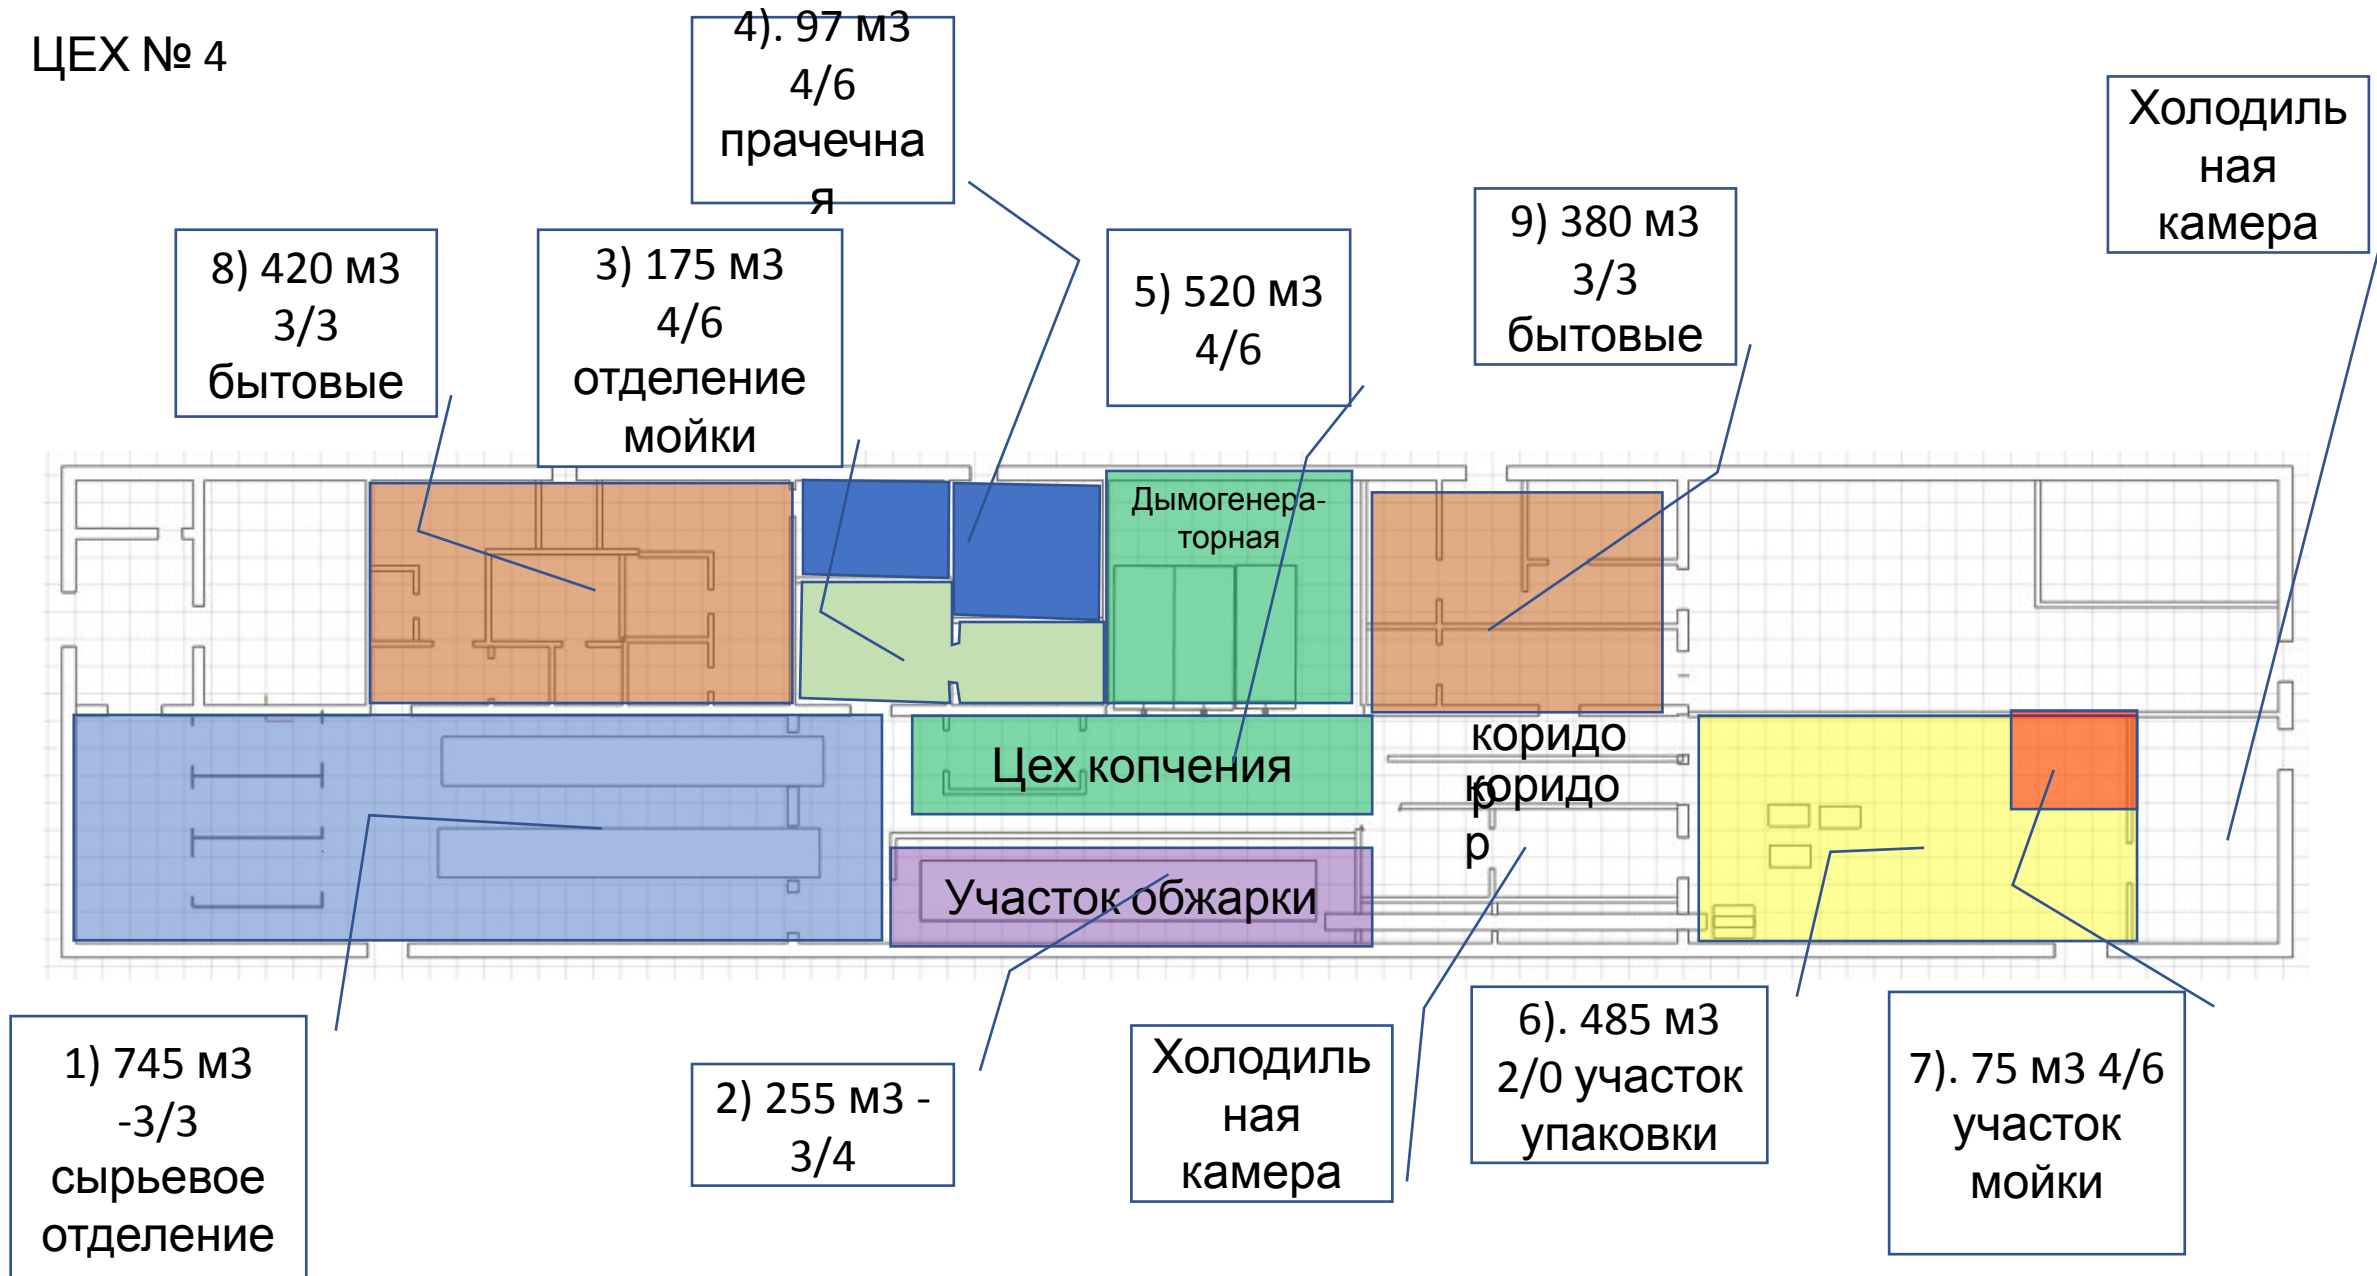 ЦЕХ № 4
4). 97 м3
4/6
прачечна
я
Холодиль
ная
камера
8) 420 м3
3/3
бытовые
3) 175 м3
4/6
отделение
мойки
5) 520 м3
4/6
9) 380 м3
3/3
бытовые
Дымогенера-
торная
Цех копчения
коридо
р
коридо
р
Участок обжарки
1) 745 м3
-3/3
сырьевое
отделение
2) 255 м3 -
3/4
Холодиль
ная
камера
6). 485 м3
2/0 участок
упаковки
7). 75 м3 4/6
участок
мойки